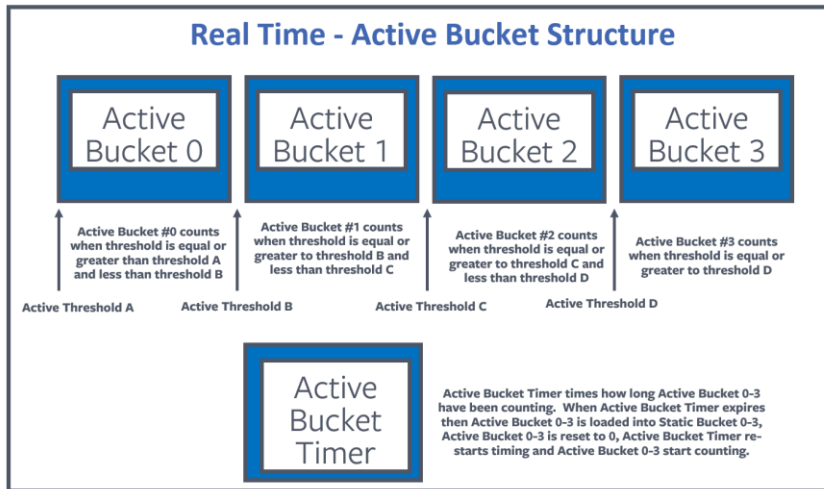 Real Time - Active Bucket Structure
Active
Bucket 0
Active
Bucket 1
Active
Bucket 2
Active
Bucket 3
Active Bucket #0 counts
when threshold is equal or
greater than threshold A
and less than threshold B
Active Bucket #1 counts
when threshold is equal or
greater to threshold B and
less than threshold C
Active Bucket #2 counts
when threshold is equal or
greater to threshold C and
less than threshold D
Active Bucket #3 counts
when threshold is equal or
greater to threshold D
Active Threshold A
Active Threshold B
Active Threshold C
Active Threshold D
Active
Bucket
Timer
Active Bucket Timer times how long Active Bucket 0-3
have been counting. When Active Bucket Timer expires
then Active Bucket 0-3 is loaded into Static Bucket 0-3,
Active Bucket 0-3 is reset to 0, Active Bucket Timer re-
starts timing and Active Bucket 0-3 start counting.